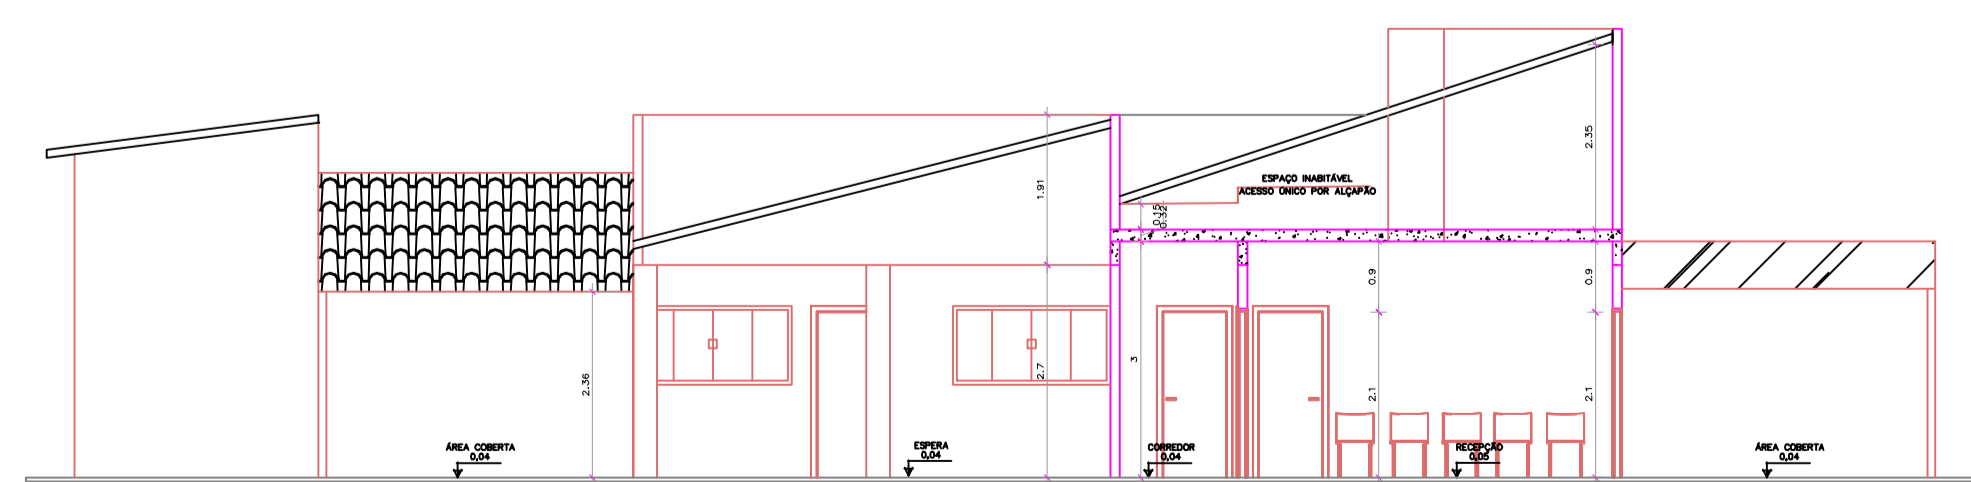 2.35
ESPAÇO INABITÁVEL
ACESSO ÚNICO POR ALÇAPÃO
1.91
0.15
0.32
0.9
0.9
2.36
2.7
3
2.1
2.1
ÁREA COBERTA
0,04
ESPERA
0,04
CORREDOR
0,04
RECEPÇÃO
0,05
ÁREA COBERTA
0,04